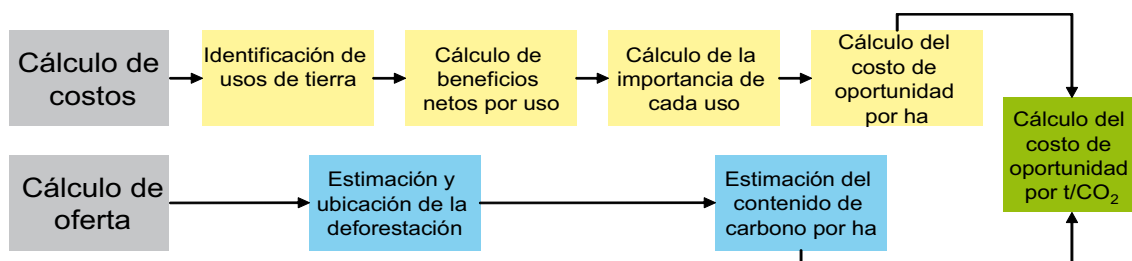 Cálculo de
costos
Identificación de
usos de tierra
Cálculo de
beneficios
netos por uso
Cálculo de la
importancia de
cada uso
Cálculo del
costo de
oportunidad
por ha
Cálculo del
costo de
oportunidad
por t/CO₂
Cálculo de
oferta
Estimación y
ubicación de la
deforestación
Estimación del
contenido de
carbono por ha